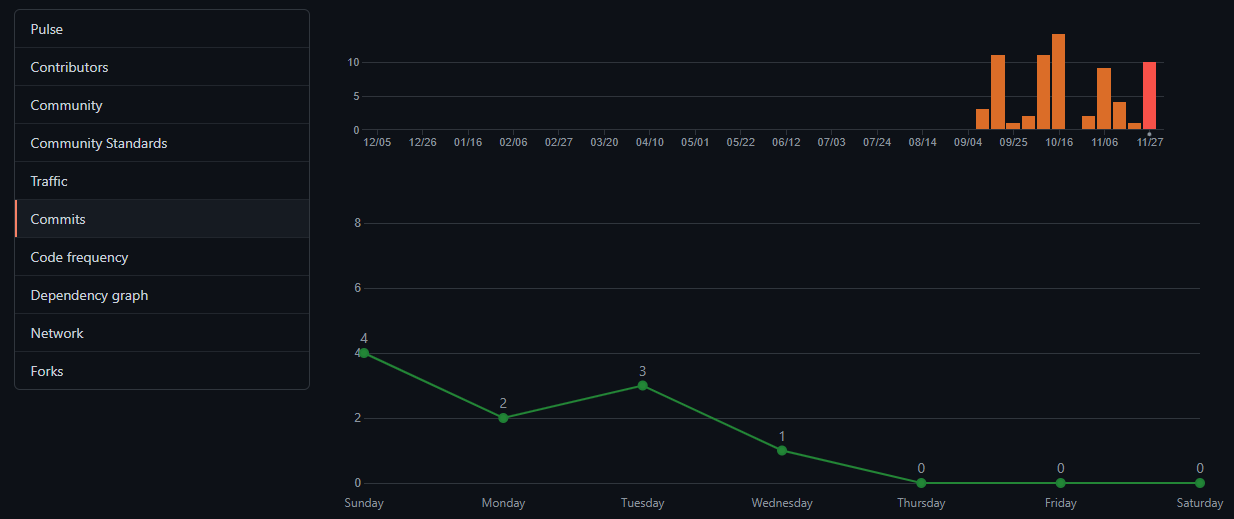 Pulse
Contributors
Community
Community Standards
Traffic
Commits
Code frequency
Dependency graph
Network
Forks
10
5
0
12/05 12/26 01/16 02/06 02/27 03/20 04/10 05/01 05/22 06/12 07/03 07/24 08/14 09/04 09/25 10/16 11/06 11/27
8
6
4
2
0
4
2
3
1
0
0
0
Sunday Monday Tuesday Wednesday Thursday Friday Saturday